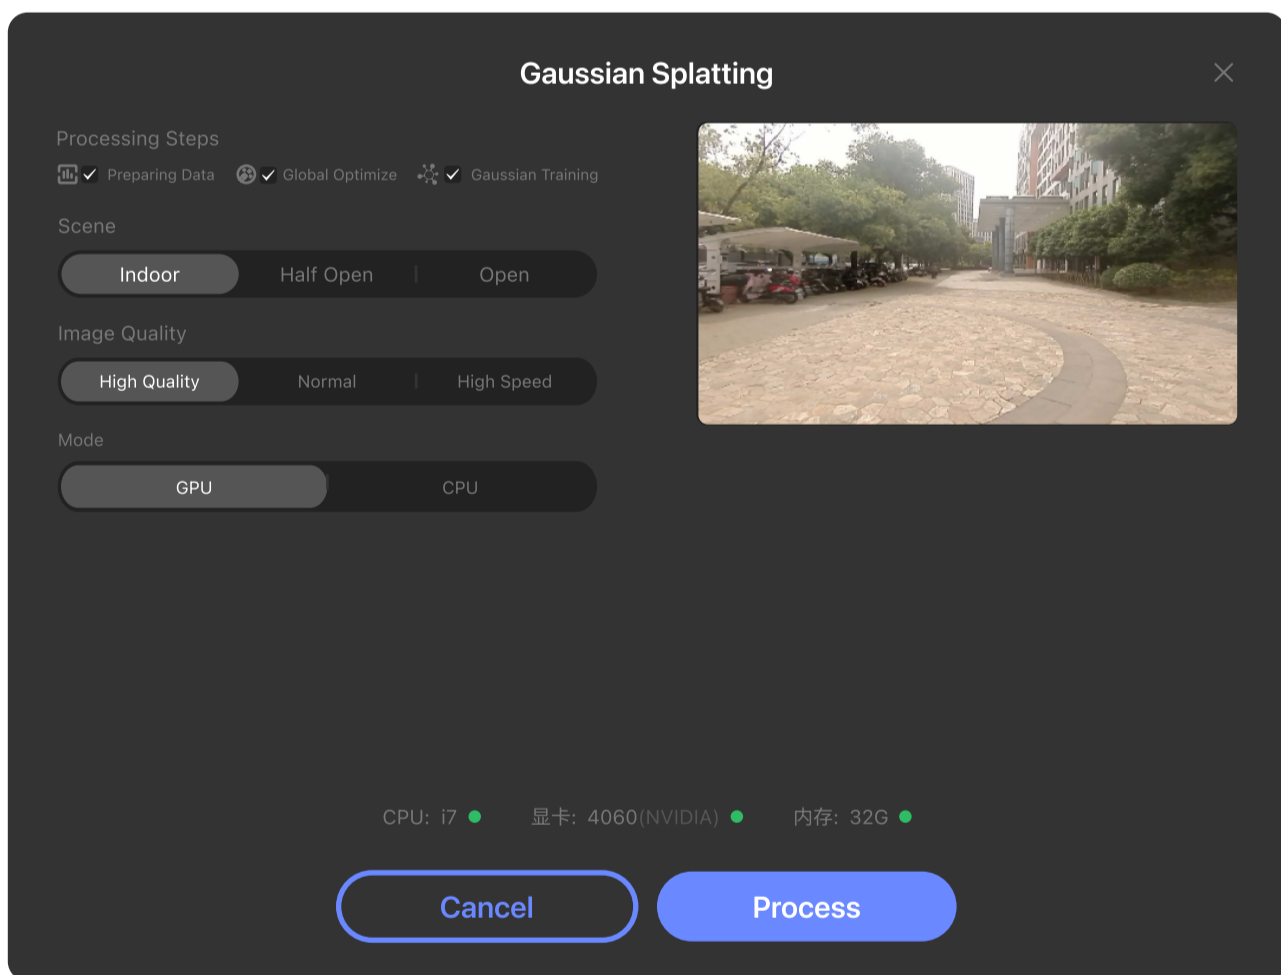 Gaussian Splatting
Processing Steps
Preparing Data Global Optimize Gaussian Training
Scene
Indoor Half Open Open
Image Quality
High Quality Normal High Speed
Mode
GPU CPU
CPU: i7 显卡: 4060(NVIDIA) 内存: 32G
Cancel Process